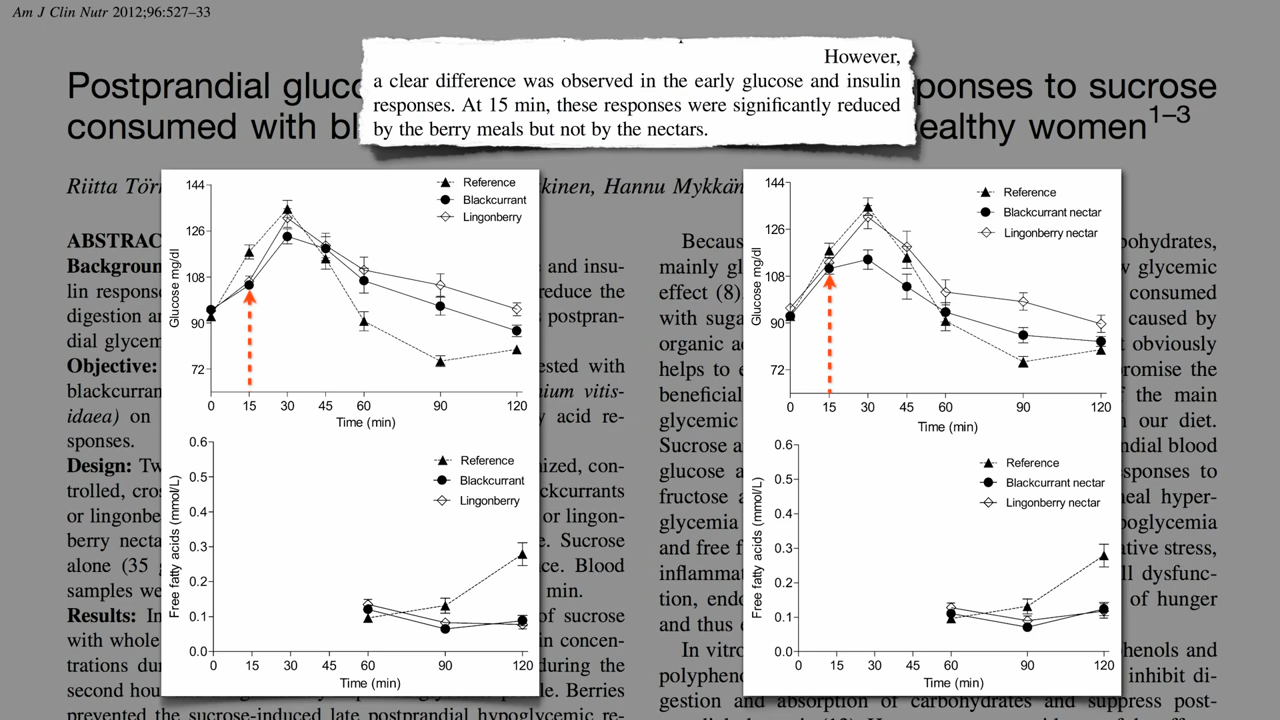 Am J Clin Nutr 2012;96:527–33
However,
a clear difference was observed in the early glucose and insulin
responses. At 15 min, these responses were significantly reduced
by the berry meals but not by the nectars.
Postprandial ponses to sucrose
consumed with ealthy women1–3
Riitta Hannu
ABSTRAC
Background and insu-
lin response reduce the
digestion postpran-
dial glycem
Objective: ested with
blackcurran nium vitis-
idaea) on acid re-
sponses.
Design: Tw ized, con-
trolled, cros ckcurrants
or lingonbe or lingon-
berry necta e. Sucrose
alone (35 ce. Blood
samples we min.
Results: In of sucrose
with whole in concen-
trations dur during the
second hou le. Berries
prevented the sucrose-induced late postprandial hypoglycemic re-
Becaus bohydrates,
mainly gl w glycemic
effect (8) consumed
with suga caused by
organic ac t obviously
helps to e promise the
beneficial f the main
glycemic n our diet.
Sucrose a ndial blood
glucose a sponses to
fructose a neal hyper-
glycemia poglycemia
and free f ative stress,
inflammat ll dysfunc-
tion, endo of hunger
and thus
In vitro henols and
polypheno inhibit di-
gestion and absorption of carbohydrates and suppress post-
144
126
108
90
72
Glucose mg/dl
Reference
Blackcurrant
Lingonberry
0 15 30 45 60 90 120
Time (min)
0.6
0.5
0.4
0.3
0.2
0.1
0.0
Free fatty acids (mmol/L)
Reference
Blackcurrant
Lingonberry
0 15 30 45 60 90 120
Time (min)
144
126
108
90
72
Glucose mg/dl
Reference
Blackcurrant nectar
Lingonberry nectar
0 15 30 45 60 90 120
Time (min)
0.6
0.5
0.4
0.3
0.2
0.1
0.0
Free fatty acids (mmol/L)
Reference
Blackcurrant nectar
Lingonberry nectar
0 15 30 45 60 90 120
Time (min)